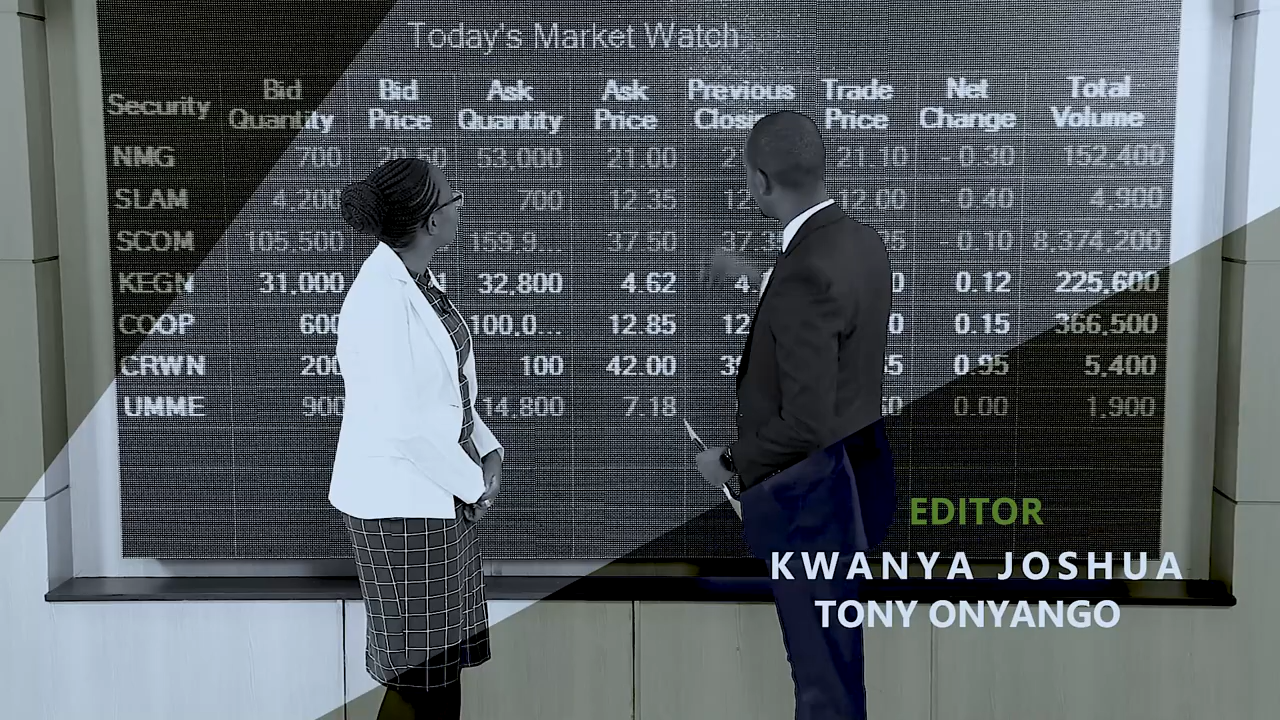 Today's Market Watch
Security Bid Quantity Bid Price Ask Quantity Ask Price Previous Trade Price Net Change Total Volume
NMG 700 53,000 21.00 21.10 - 0.30 152,400
SLAM 4,200 700 12.35 12.00 - 0.40 4,900
SCOM 105,500 159.9... 37.50 - 0.10 8,374,200
KEGN 31,000 32,800 4.62 0.12 225,600
COOP 600 100,0... 12.85 0.15 366,500
CRWN 200 100 42.00 0.95 5,400
UMME 900 14,800 7.18 0.00 1,900
EDITOR
KWANYA JOSHUA
TONY ONYANGO